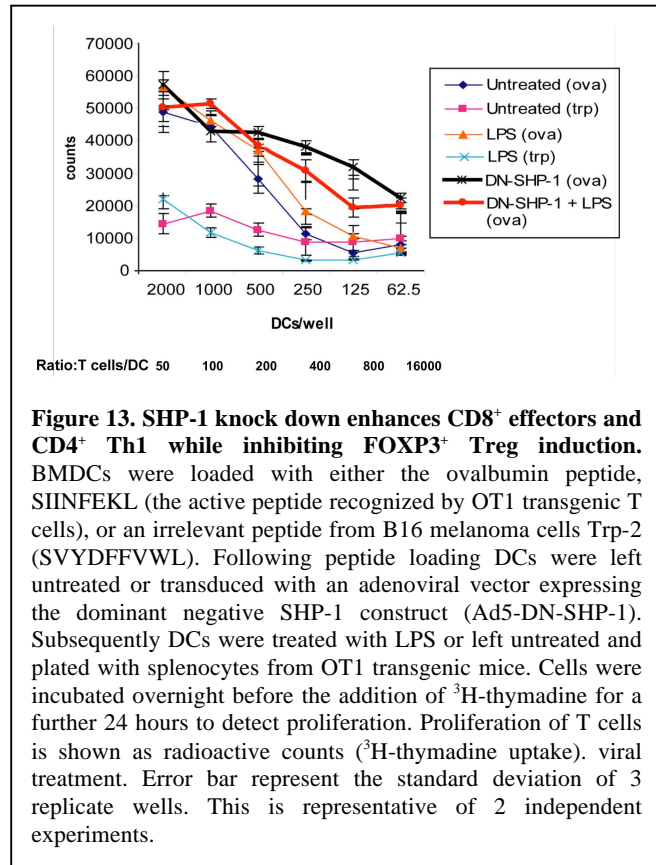 70000
60000
50000
40000
30000
20000
10000
0
counts
2000 1000 500 250 125 62.5
DCs/well
Untreated (ova)
Untreated (trp)
LPS (ova)
LPS (trp)
DN-SHP-1 (ova)
DN-SHP-1 + LPS
(ova)
Ratio:T cells/DC 50 100 200 400 800 16000
Figure 13. SHP-1 knock down enhances CD8⁺ effectors and
CD4⁺ Th1 while inhibiting FOXP3⁺ Treg induction.
BMDCs were loaded with either the ovalbumin peptide,
SIINFEKL (the active peptide recognized by OT1 transgenic T
cells), or an irrelevant peptide from B16 melanoma cells Trp-2
(SVYDFFVWL). Following peptide loading DCs were left
untreated or transduced with an adenoviral vector expressing
the dominant negative SHP-1 construct (Ad5-DN-SHP-1).
Subsequently DCs were treated with LPS or left untreated and
plated with splenocytes from OT1 transgenic mice. Cells were
incubated overnight before the addition of ³H-thymadine for a
further 24 hours to detect proliferation. Proliferation of T cells
is shown as radioactive counts (³H-thymadine uptake). viral
treatment. Error bar represent the standard deviation of 3
replicate wells. This is representative of 2 independent
experiments.